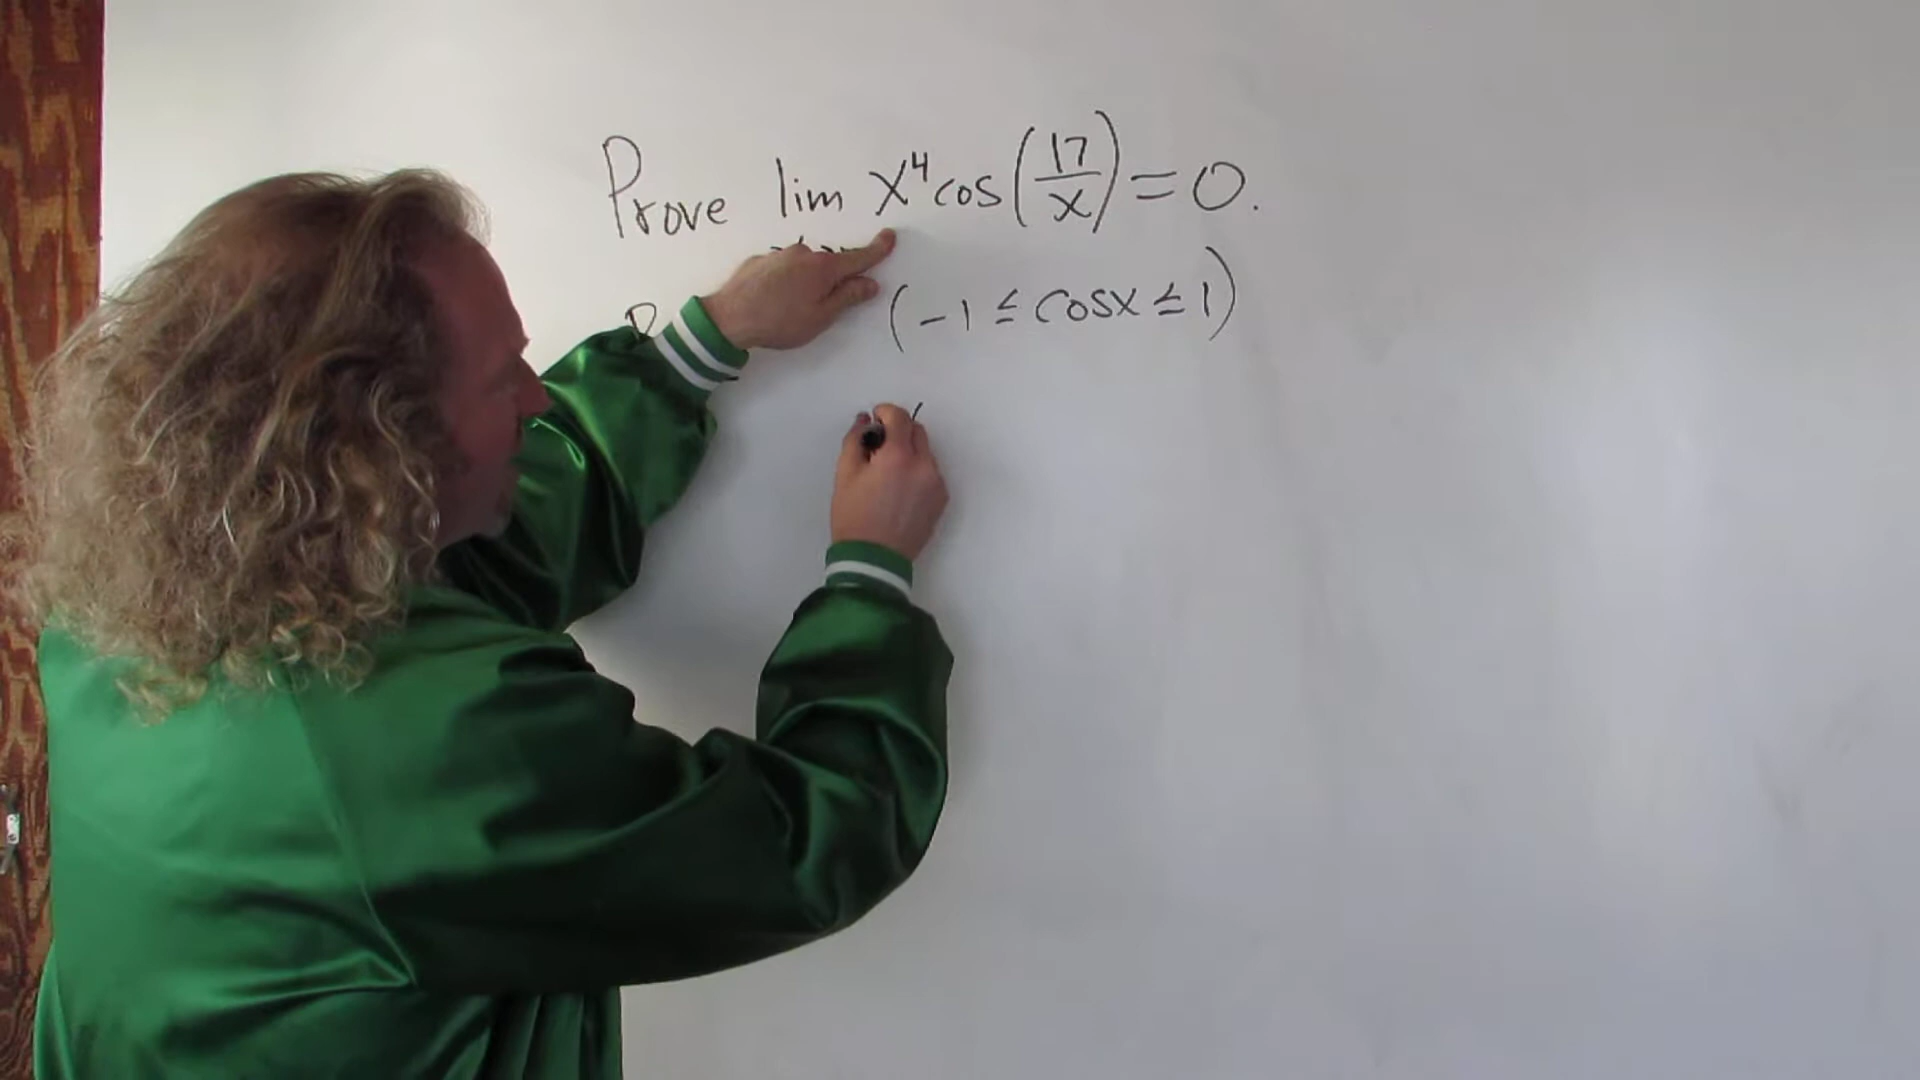 Prove lim x⁴cos(17/x) = 0.
(-1 ≤ cosx ≤ 1)